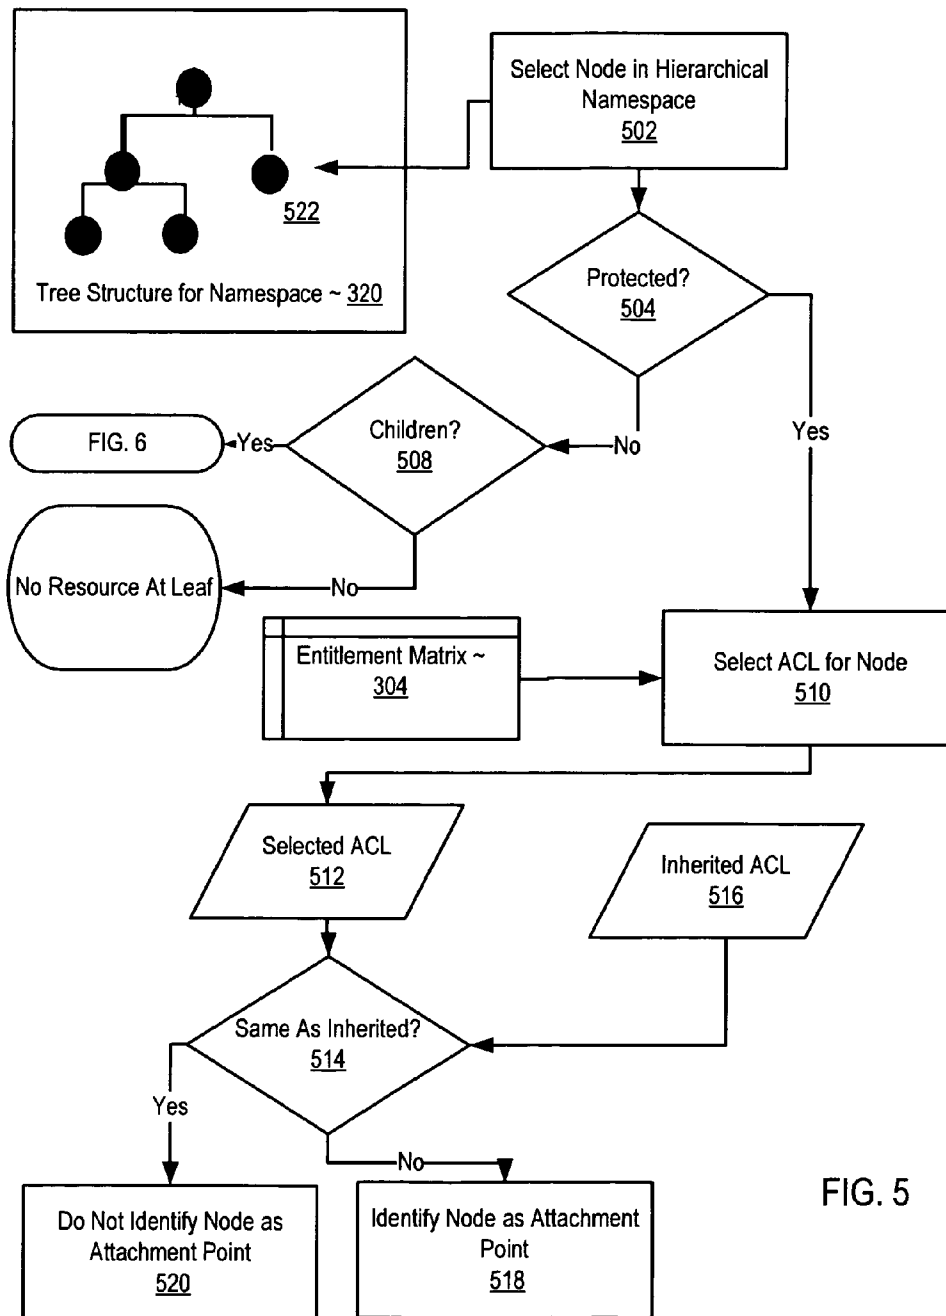 Select Node in Hierarchical
Namespace
502
522
Tree Structure for Namespace ~ 320
Protected?
504
Yes
No
Children?
508
Yes
FIG. 6
No
No Resource At Leaf
Entitlement Matrix ~
304
Select ACL for Node
510
Selected ACL
512
Inherited ACL
516
Same As Inherited?
514
Yes
No
Do Not Identify Node as
Attachment Point
520
Identify Node as Attachment
Point
518
FIG. 5